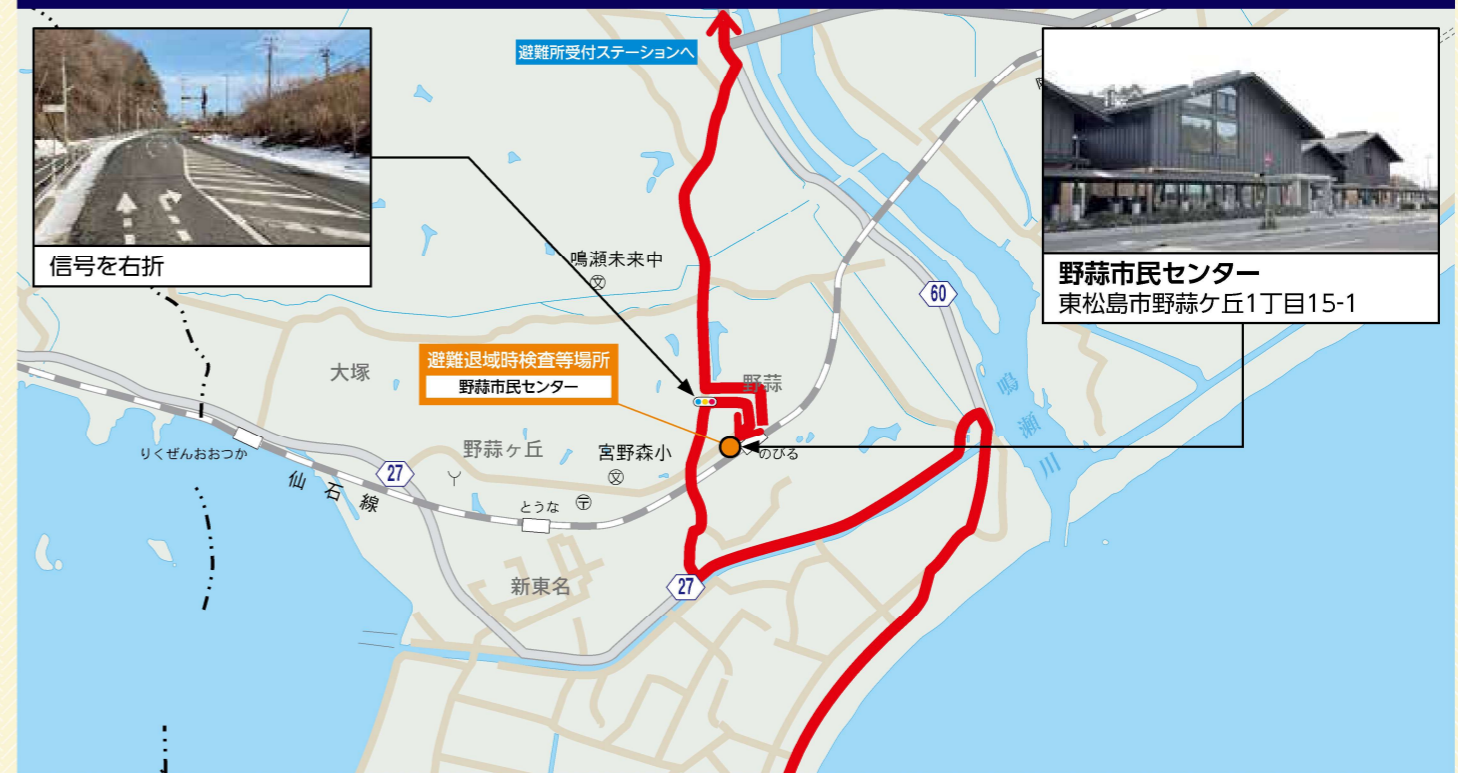 避難所受付ステーションへ
信号を右折
鳴瀬未来中
文
60
野蒜市民センター
東松島市野蒜ケ丘1丁目15-1
避難退域時検査等場所
野蒜市民センター
大塚
野蒜
鳴瀬川
りくぜんおおつか
野蒜ヶ丘
宮野森小
文
のびる
27
仙石線
とうな
〒
新東名
27